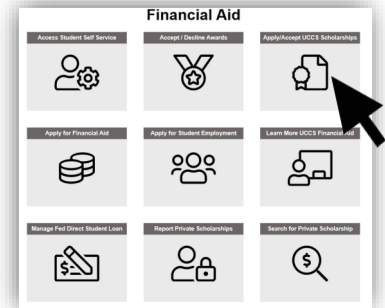 Financial Aid
Access Student Self Service
Accept / Decline Awards
Apply/Accept UCCS Scholarships
Apply for Financial Aid
Apply for Student Employment
Learn More UCCS Financial Aid
Manage Fed Direct Student Loan
$
Report Private Scholarships
Search for Private Scholarship
$